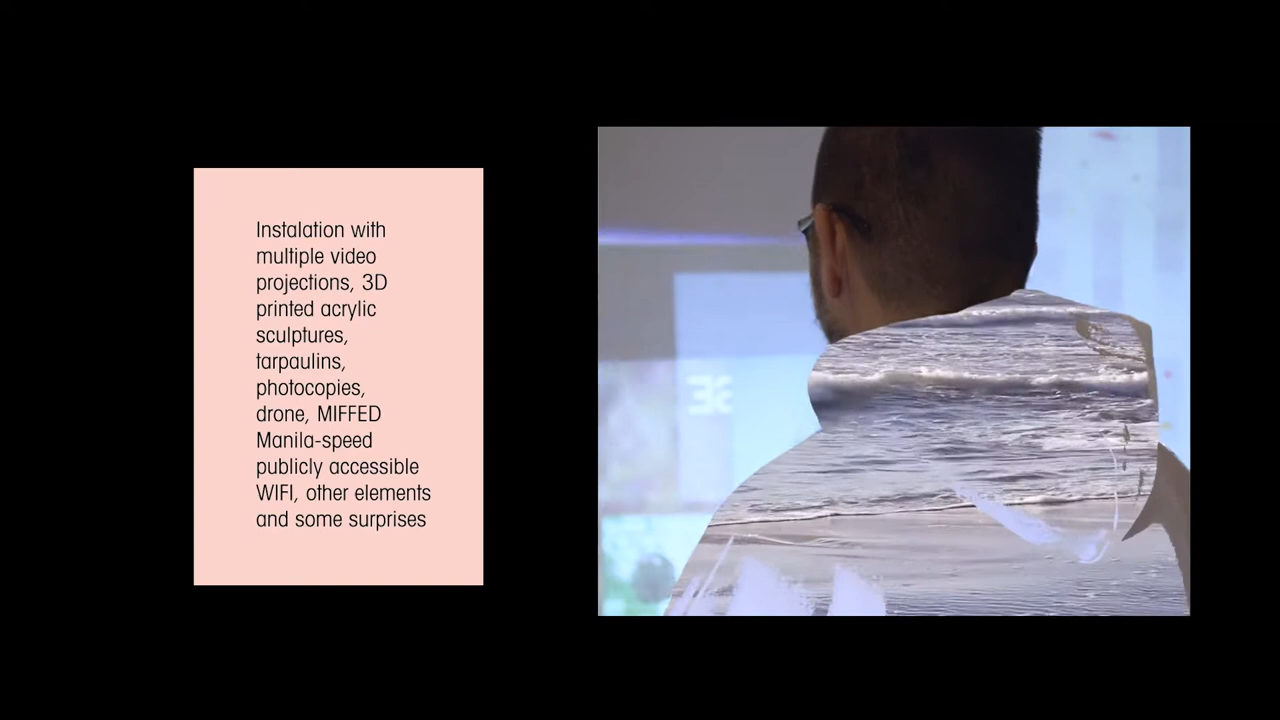 Instalation with
multiple video
projections, 3D
printed acrylic
sculptures,
tarpaulins,
photocopies,
drone, MIFFED
Manila-speed
publicly accessible
WIFI, other elements
and some surprises